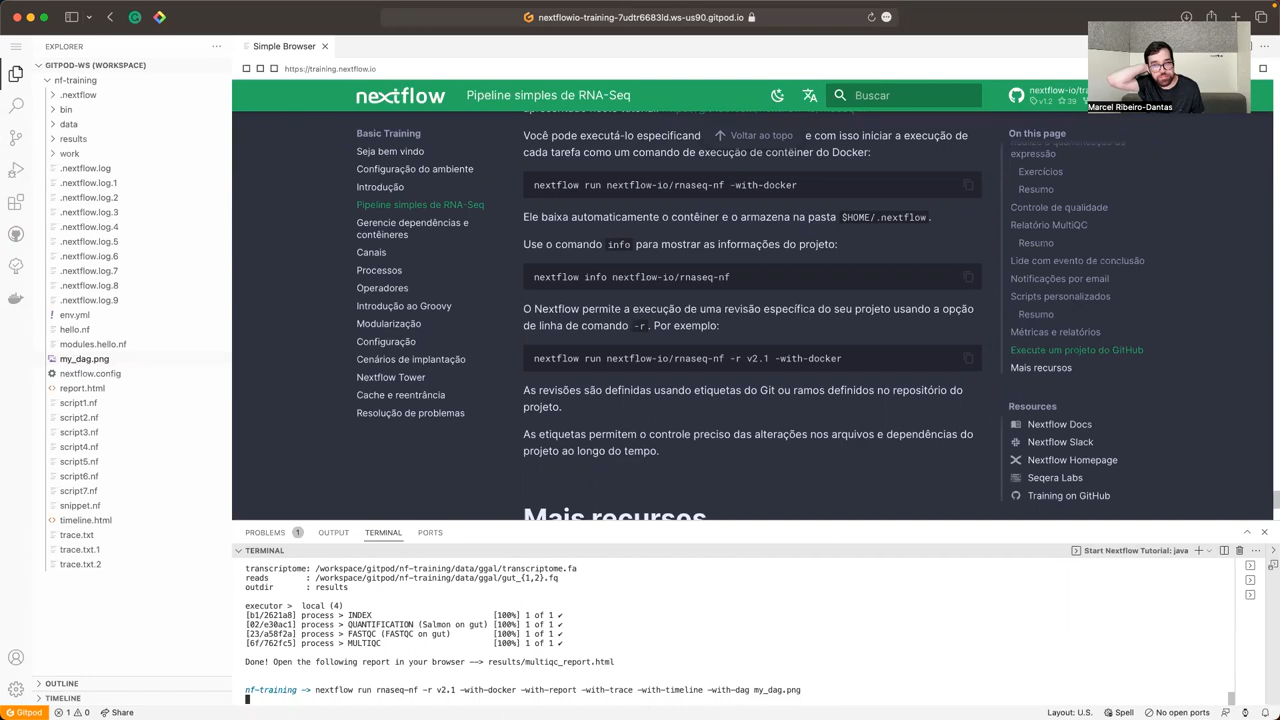 nextflowio-training-7udtr6683ld.ws-us90.gitpod.io
EXPLORER
GITPOD-WS (WORKSPACE)
nf-training
.nextflow
bin
data
results
work
.nextflow.log
.nextflow.log.1
.nextflow.log.2
.nextflow.log.3
.nextflow.log.4
.nextflow.log.5
.nextflow.log.6
.nextflow.log.7
.nextflow.log.8
.nextflow.log.9
env.yml
hello.nf
modules.hello.nf
my_dag.png
nextflow.config
report.html
script1.nf
script2.nf
script3.nf
script4.nf
script5.nf
script6.nf
script7.nf
snippet.nf
timeline.html
trace.txt
trace.txt.1
trace.txt.2
OUTLINE
TIMELINE
Simple Browser
https://training.nextflow.io
nextflow
Pipeline simples de RNA-Seq
Buscar
nextflow-io/tra
v1.2 39
Marcel Ribeiro-Dantas
Basic Training
Seja bem vindo
Configuração do ambiente
Introdução
Pipeline simples de RNA-Seq
Gerencie dependências e
contêineres
Canais
Processos
Operadores
Introdução ao Groovy
Modularização
Configuração
Cenários de implantação
Nextflow Tower
Cache e reentrância
Resolução de problemas
Você pode executá-lo especificando
Voltar ao topo
e com isso iniciar a execução de
cada tarefa como um comando de execução de contêiner do Docker:
nextflow run nextflow-io/rnaseq-nf -with-docker
Ele baixa automaticamente o contêiner e o armazena na pasta $HOME/.nextflow.
Use o comando info para mostrar as informações do projeto:
nextflow info nextflow-io/rnaseq-nf
O Nextflow permite a execução de uma revisão específica do seu projeto usando a opção
de linha de comando -r. Por exemplo:
nextflow run nextflow-io/rnaseq-nf -r v2.1 -with-docker
As revisões são definidas usando etiquetas do Git ou ramos definidos no repositório do
projeto.
As etiquetas permitem o controle preciso das alterações nos arquivos e dependências do
projeto ao longo do tempo.
Mais recursos
On this page
expressão
Exercícios
Resumo
Controle de qualidade
Relatório MultiQC
Resumo
Lide com evento de conclusão
Notificações por email
Scripts personalizados
Resumo
Métricas e relatórios
Execute um projeto do GitHub
Mais recursos
Resources
Nextflow Docs
Nextflow Slack
Nextflow Homepage
Seqera Labs
Training on GitHub
PROBLEMS 1 OUTPUT TERMINAL PORTS
TERMINAL
Start Nextflow Tutorial: java
transcriptome: /workspace/gitpod/nf-training/data/ggal/transcriptome.fa
reads : /workspace/gitpod/nf-training/data/ggal/gut_{1,2}.fq
outdir : results
executor > local (4)
[b1/2621a8] process > INDEX [100%] 1 of 1 ✔
[02/e30ac1] process > QUANTIFICATION (Salmon on gut) [100%] 1 of 1 ✔
[23/a58f2a] process > FASTQC (FASTQC on gut) [100%] 1 of 1 ✔
[6f/762fc5] process > MULTIQC [100%] 1 of 1 ✔
Done! Open the following report in your browser --> results/multiqc_report.html
nf-training -> nextflow run rnaseq-nf -r v2.1 -with-docker -with-report -with-trace -with-timeline -with-dag my_dag.png
Gitpod 1 0 Share
Layout: U.S. Spell No open ports